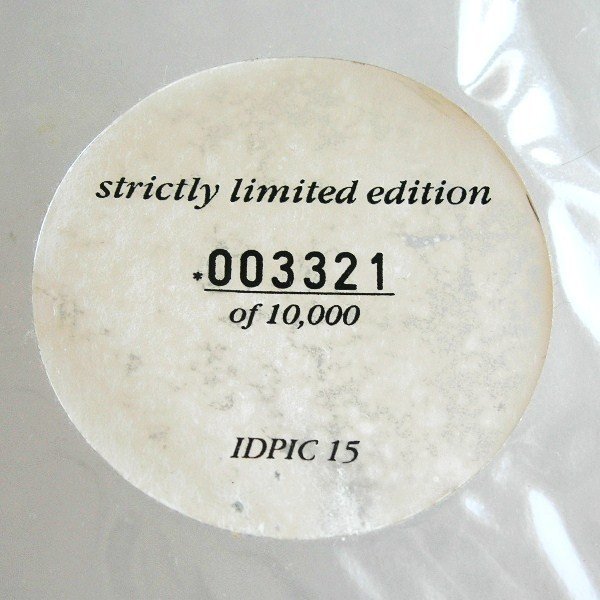 strictly limited edition
*003321
of 10,000
IDPIC 15